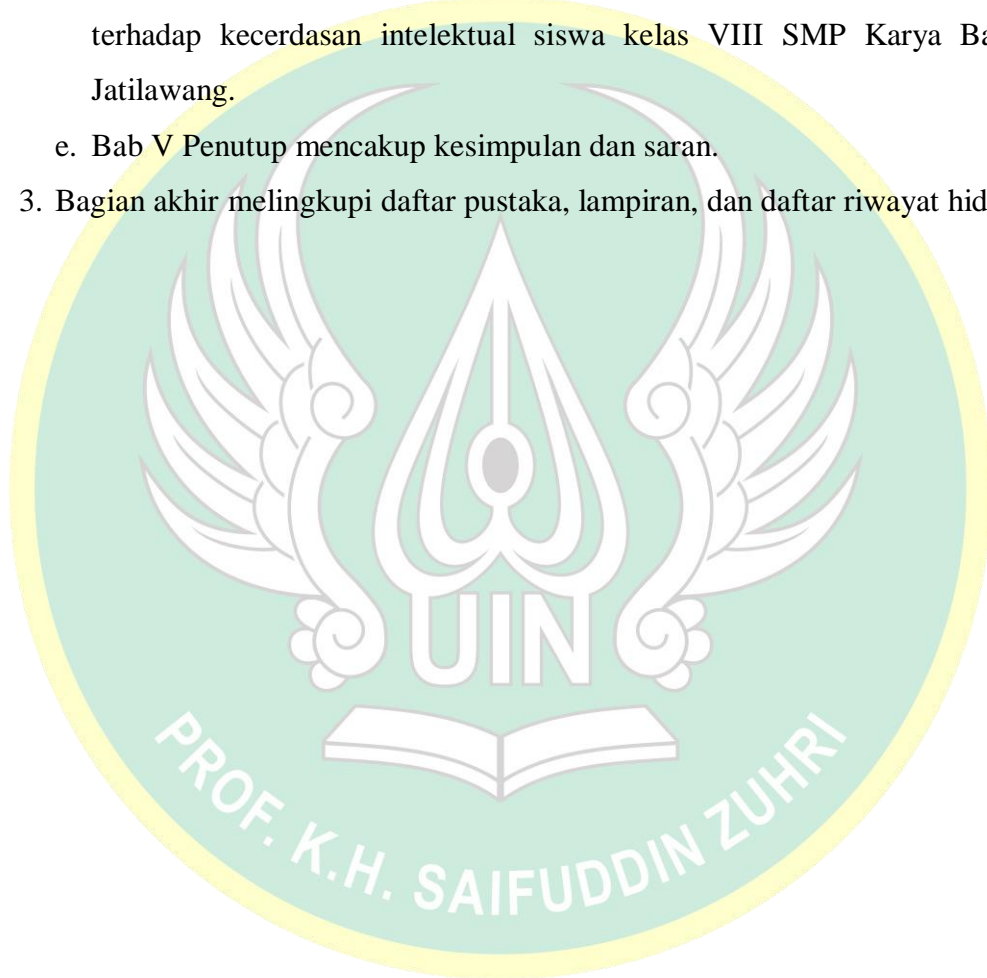 terhadap kecerdasan intelektual siswa kelas VIII SMP Karya
Jatilawang.
e. Bab V Penutup mencakup kesimpulan dan saran.
3. Bagian akhir melingkupi daftar pustaka, lampiran, dan daftar riwayat
UIN
PROF. K.H. SAIFUDDIN ZUHRI